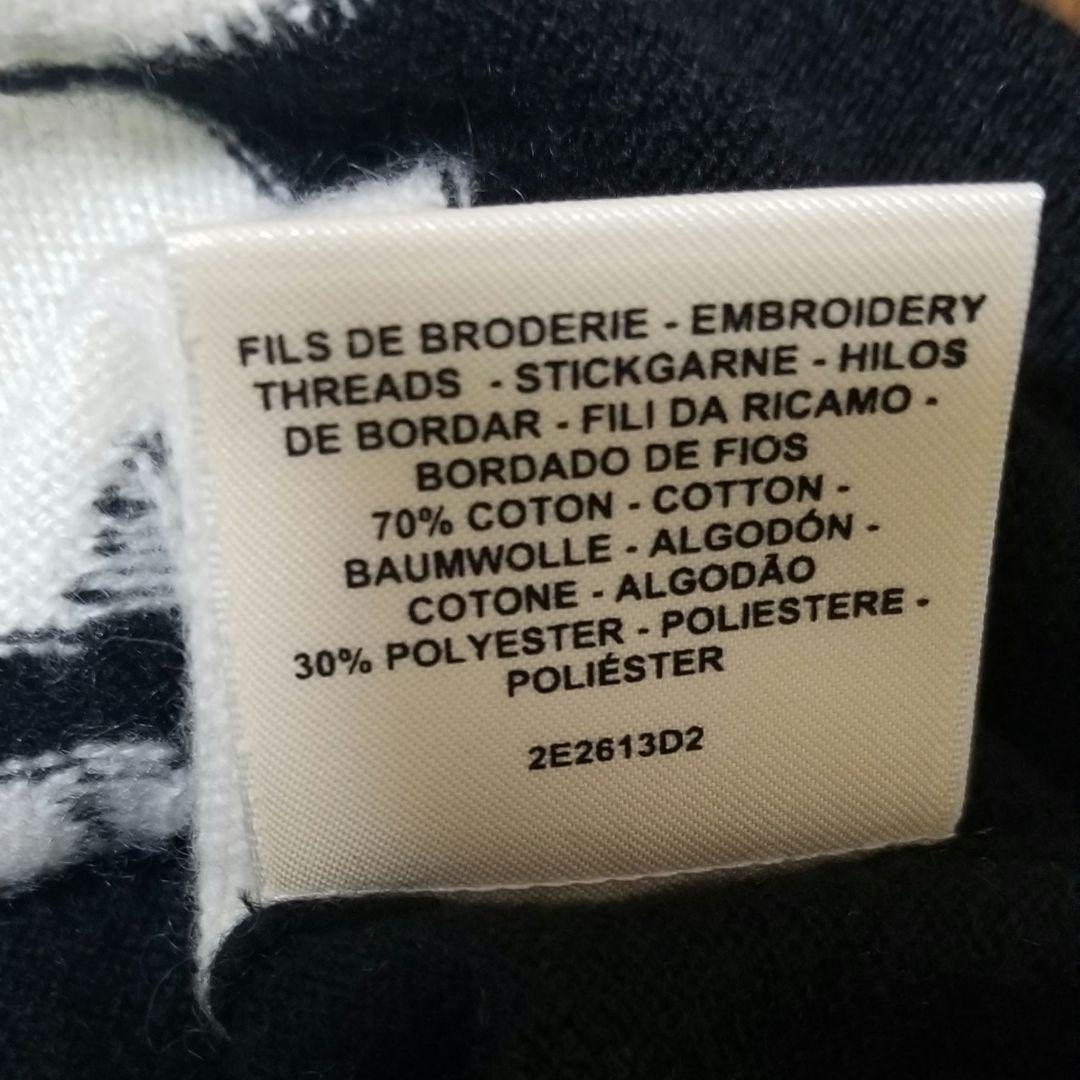 FILS DE BRODERIE - EMBROIDERY
THREADS - STICKGARNE - HILOS
DE BORDAR - FILI DA RICAMO -
BORDADO DE FIOS
70% COTON - COTTON -
BAUMWOLLE - ALGODÓN -
COTONE - ALGODÃO
30% POLYESTER - POLIESTERE -
POLIÉSTER
2E2613D2